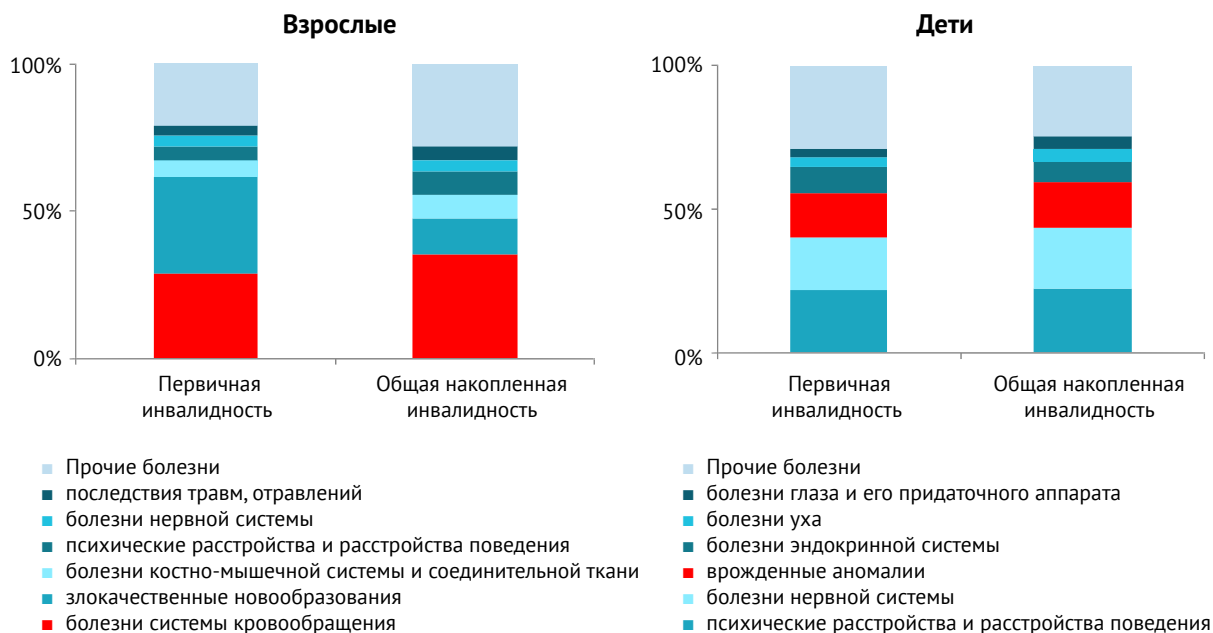 Взрослые
100%
50%
0%
Первичная
инвалидность
Общая накопленная
инвалидность
Прочие болезни
последствия травм, отравлений
болезни нервной системы
психические расстройства и расстройства поведения
болезни костно-мышечной системы и соединительной ткани
злокачественные новообразования
болезни системы кровообращения
Дети
100%
50%
0%
Первичная
инвалидность
Общая накопленная
инвалидность
Прочие болезни
болезни глаза и его придаточного аппарата
болезни уха
болезни эндокринной системы
врожденные аномалии
болезни нервной системы
психические расстройства и расстройства поведения